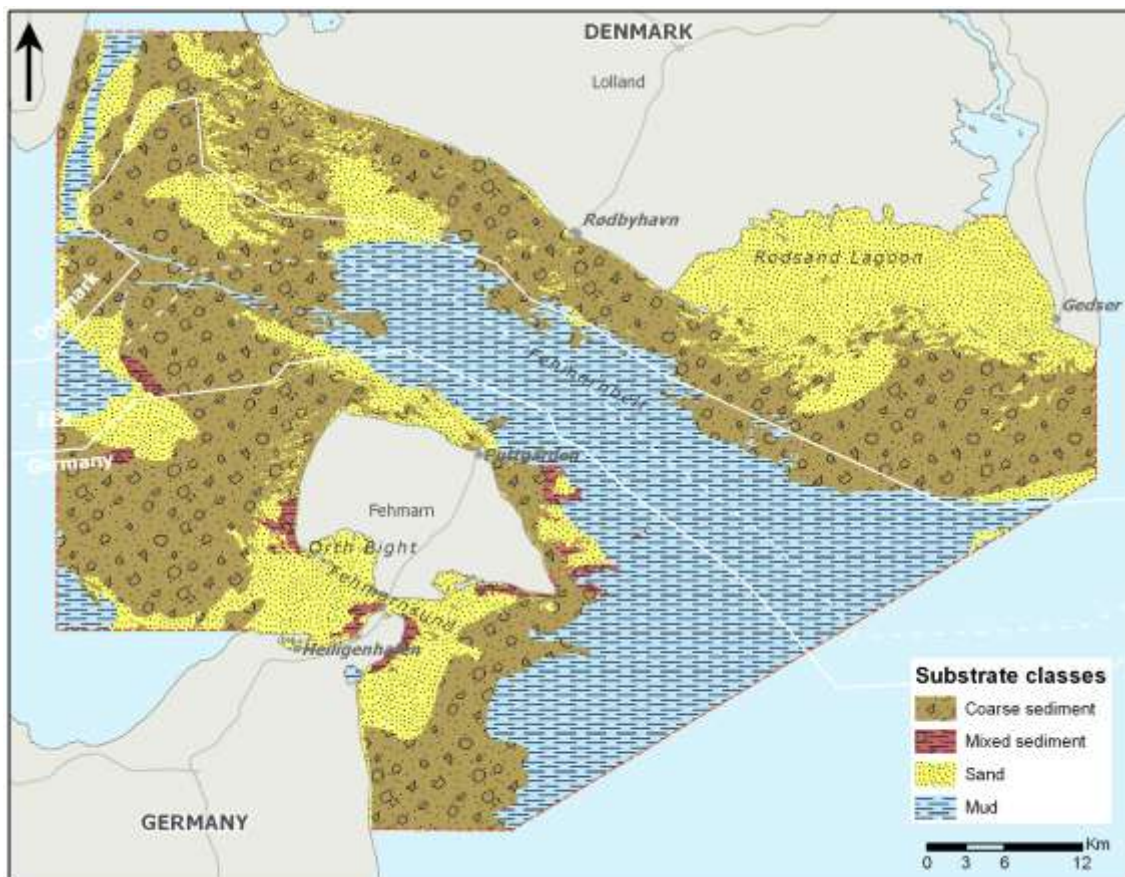 DENMARK
Lolland
Rødbyhavn
Rodsand Lagoon
Gedser
Denmark
Fehmarnbelt
EEZ
Germany
Puttgarden
Fehmarn
Orth Bight
Fehmarnsund
Heiligenhafen
GERMANY
Substrate classes
Coarse sediment
Mixed sediment
Sand
Mud
Km
0 3 6 12